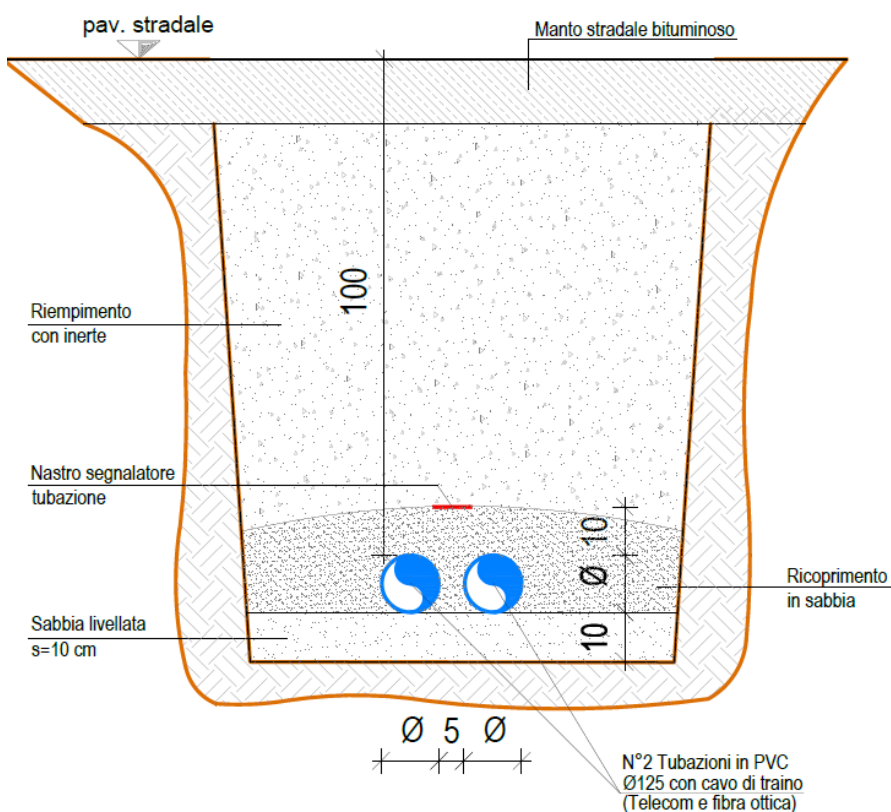 pav. stradale
Manto stradale bituminoso
100
Riempimento
con inerte
Nastro segnalatore
tubazione
10
Ø
10
Ricoprimento
in sabbia
Sabbia livellata
s=10 cm
Ø 5 Ø
N°2 Tubazioni in PVC
Ø125 con cavo di traino
(Telecom e fibra ottica)